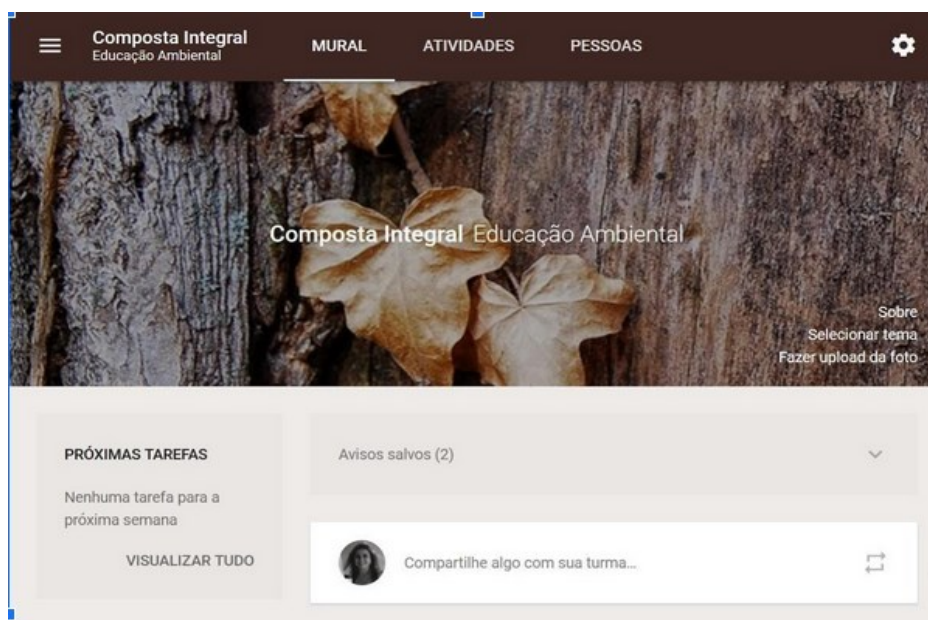 Composta Integral
Educação Ambiental
MURAL
ATIVIDADES
PESSOAS
Composta Integral Educação Ambiental
Sobre
Selecionar tema
Fazer upload da foto
PRÓXIMAS TAREFAS
Nenhuma tarefa para a
próxima semana
VISUALIZAR TUDO
Avisos salvos (2)
Compartilhe algo com sua turma...